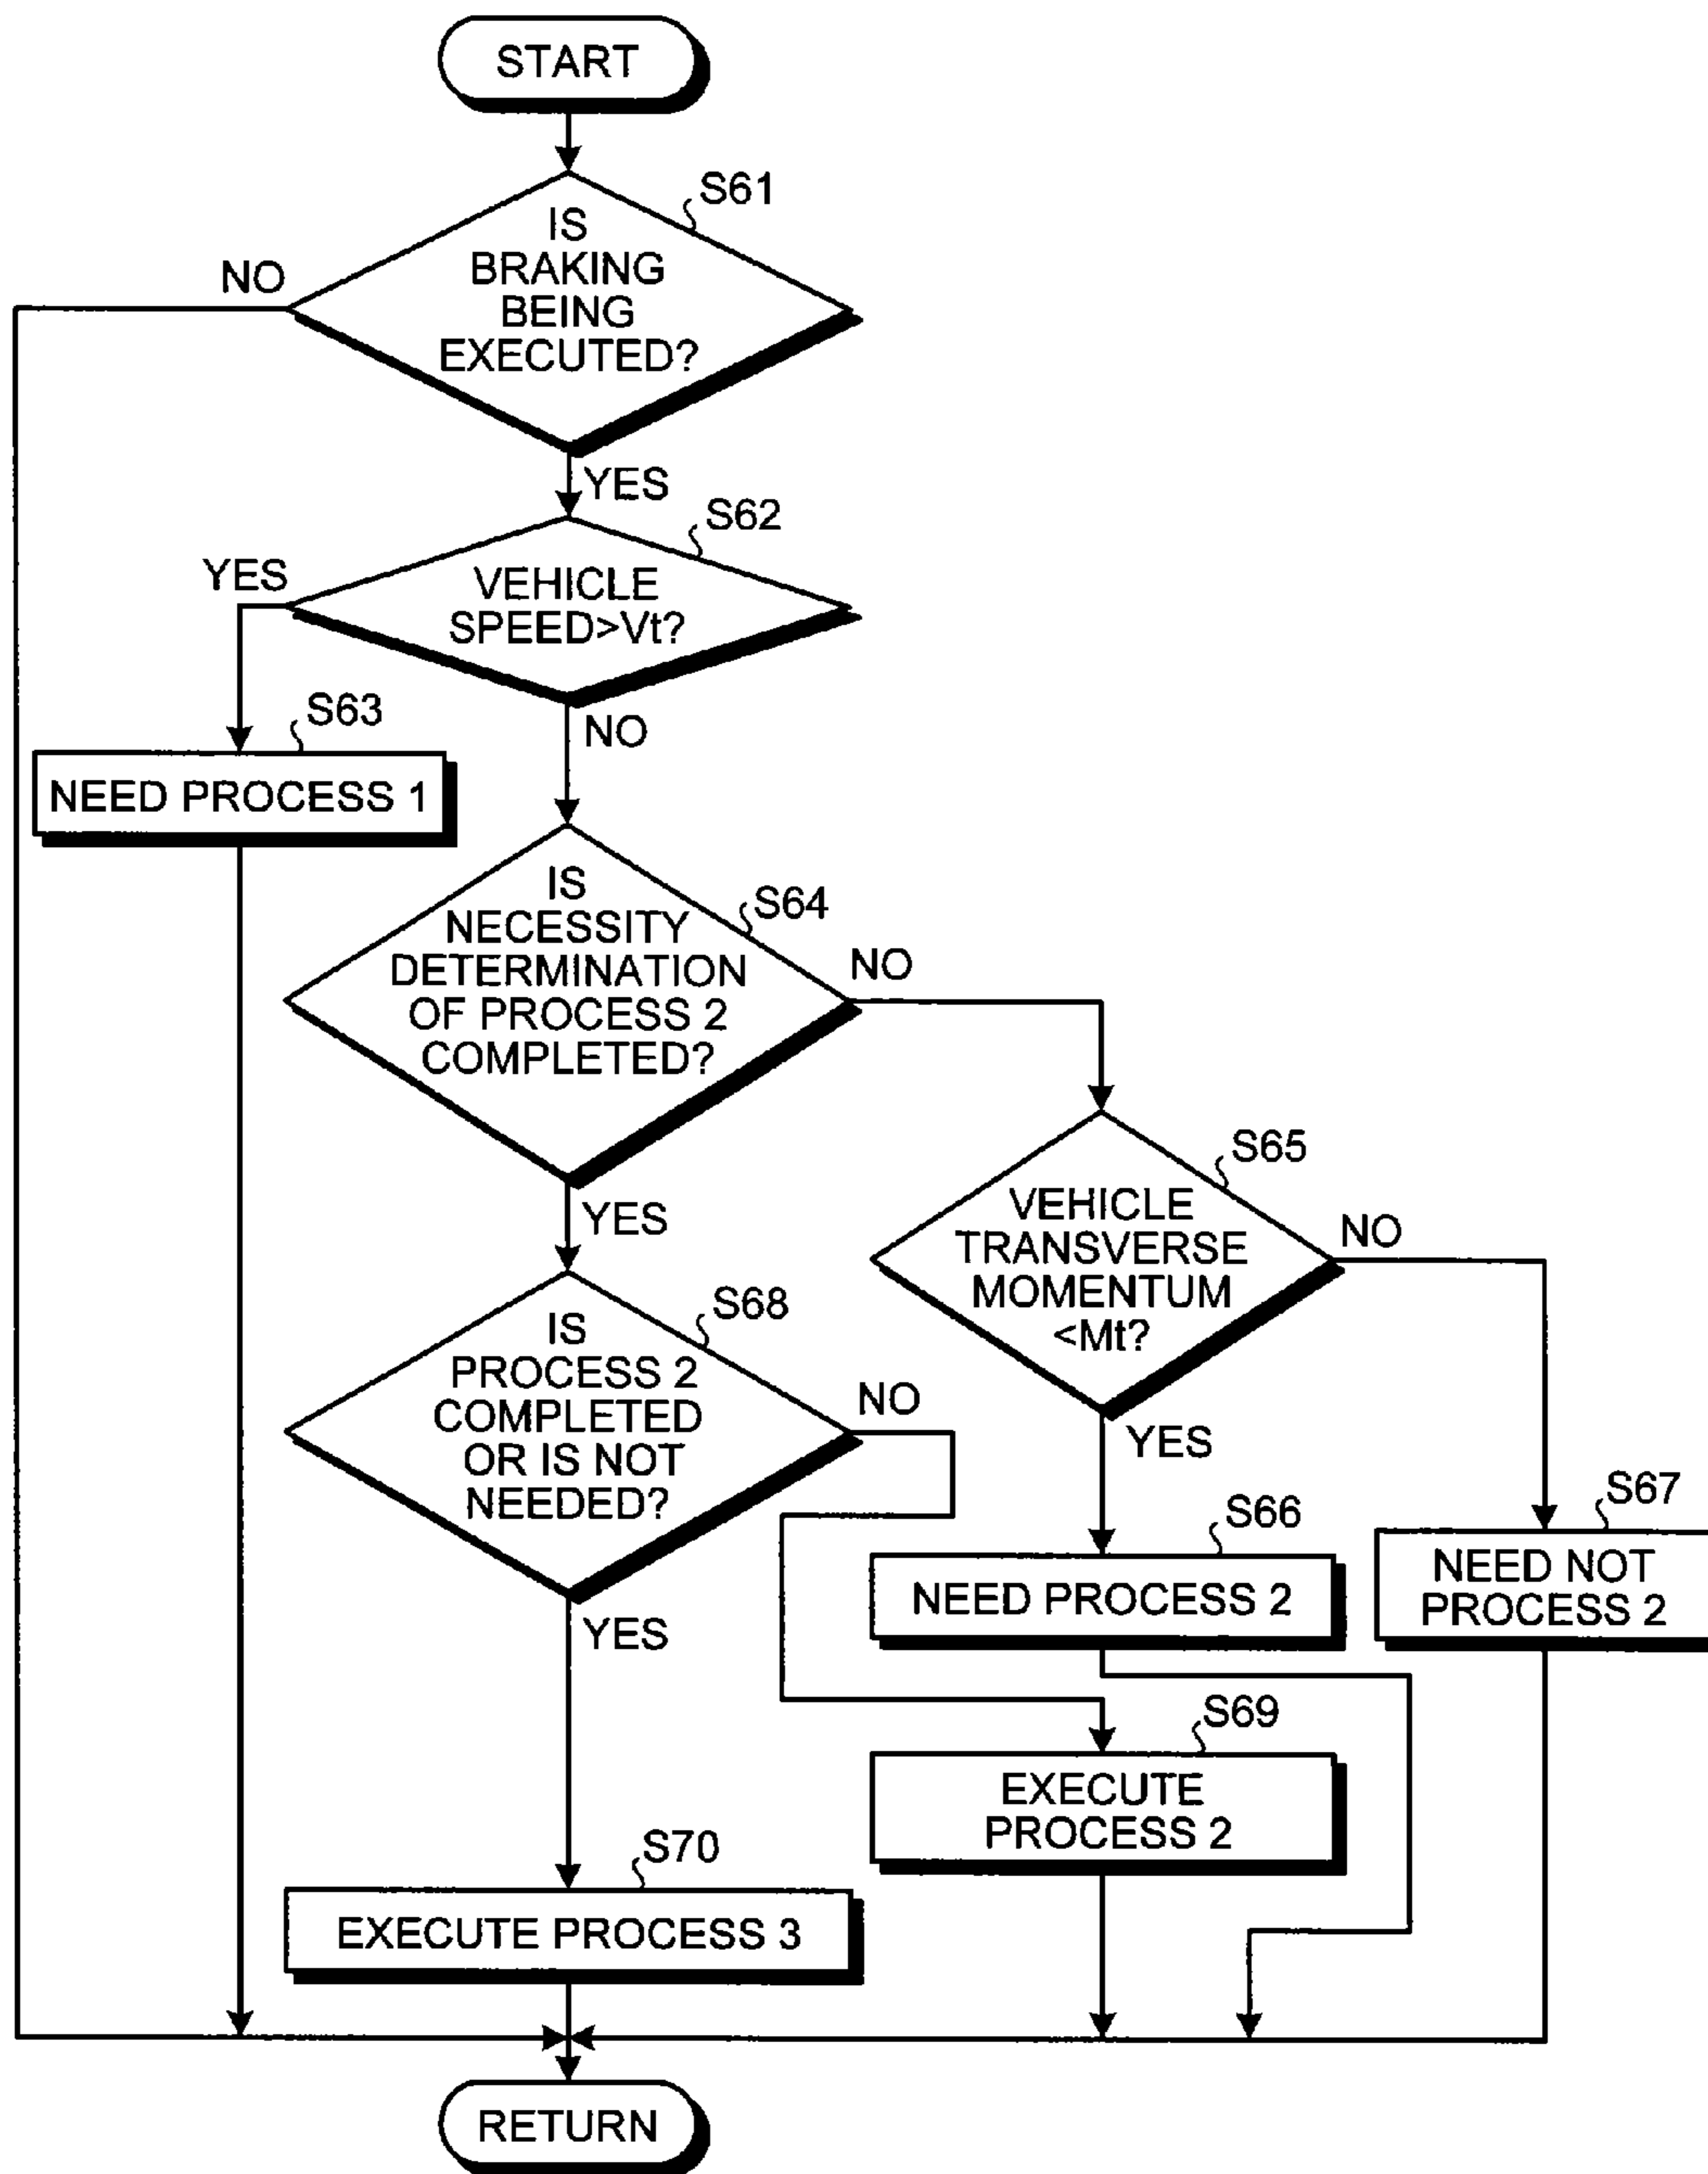 START
S61
IS
BRAKING
BEING
EXECUTED?
NO
YES
S62
VEHICLE
SPEED>Vt?
YES
NO
S63
NEED PROCESS 1
S64
IS
NECESSITY
DETERMINATION
OF PROCESS 2
COMPLETED?
NO
YES
S65
VEHICLE
TRANSVERSE
MOMENTUM
<Mt?
NO
YES
S68
IS
PROCESS 2
COMPLETED
OR IS NOT
NEEDED?
NO
YES
S66
NEED PROCESS 2
S67
NEED NOT
PROCESS 2
S69
EXECUTE
PROCESS 2
S70
EXECUTE PROCESS 3
RETURN